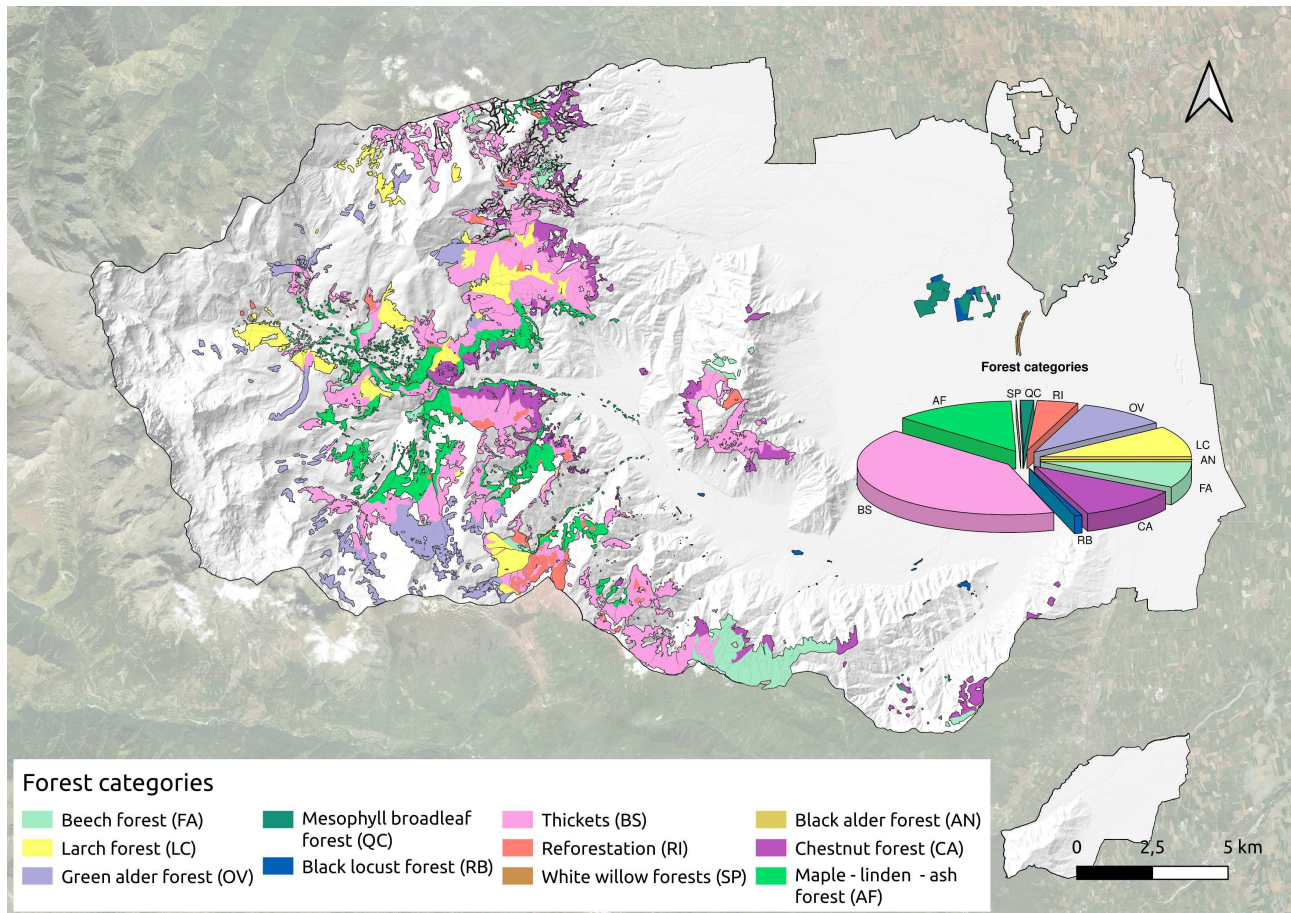 Forest categories
SP QC RI
AF
OV
LC
AN
FA
BS
CA
RB
Forest categories
Beech forest (FA)
Larch forest (LC)
Green alder forest (OV)
Mesophyll broadleaf
forest (QC)
Black locust forest (RB)
Thickets (BS)
Reforestation (RI)
White willow forests (SP)
Black alder forest (AN)
Chestnut forest (CA)
Maple - linden - ash
forest (AF)
0 2,5 5 km